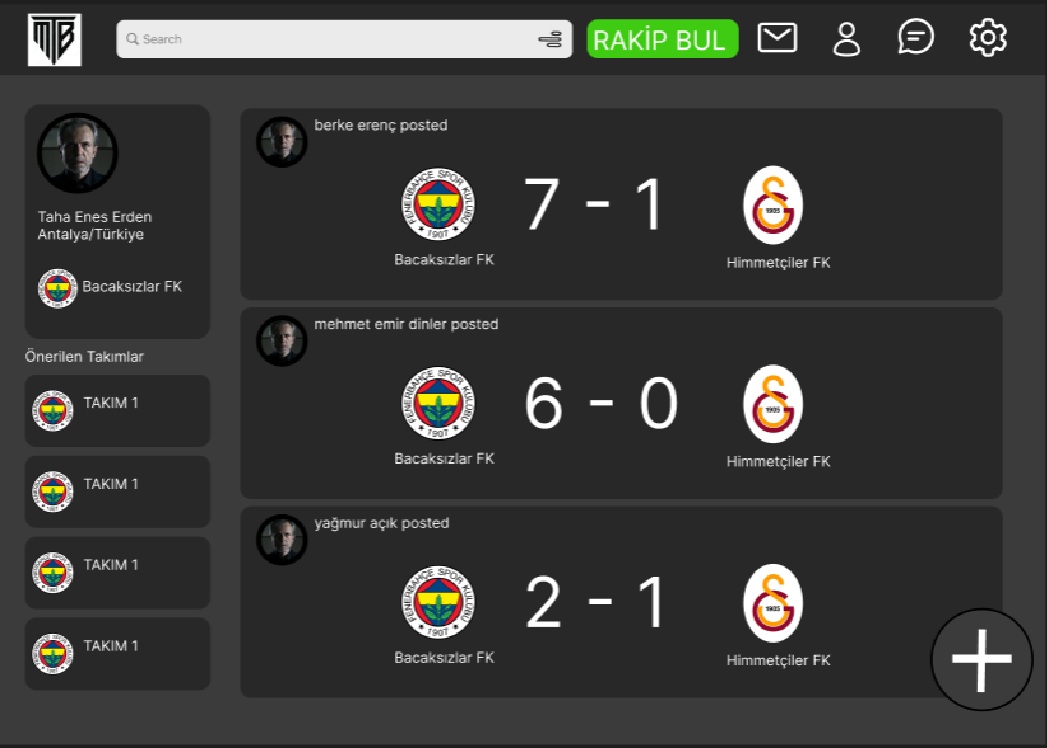 MTB
Search
RAKİP BUL
Taha Enes Erden
Antalya/Türkiye
Bacaksızlar FK
Önerilen Takımlar
TAKIM 1
TAKIM 1
TAKIM 1
TAKIM 1
berke erenç posted
FENERBAHÇE SPOR KULÜBÜ
1907
7 - 1
1905
Bacaksızlar FK
Himmetçiler FK
mehmet emir dinler posted
FENERBAHÇE SPOR KULÜBÜ
1907
6 - 0
1905
Bacaksızlar FK
Himmetçiler FK
yağmur açık posted
FENERBAHÇE SPOR KULÜBÜ
1907
2 - 1
1905
Bacaksızlar FK
Himmetçiler FK